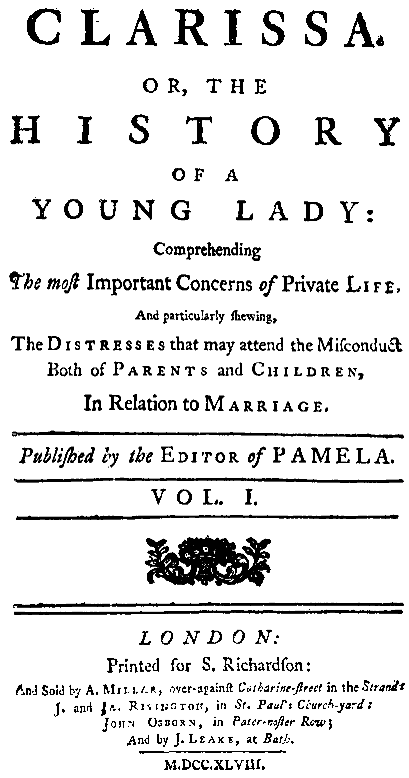 CLARISSA.
OR, THE
HISTORY
OF A
YOUNG LADY:
Comprehending
The moſt Important Concerns of Private LIFE,
And particularly ſhewing,
The DISTRESSES that may attend the Miſconduct
Both of PARENTS and CHILDREN,
In Relation to MARRIAGE.
Publiſhed by the EDITOR of PAMELA.
VOL. I.
LONDON:
Printed for S. Richardſon:
And Sold by A. MILLAR, over-againſt Catharine-ſtreet in the Strand:
J. and JA. RIVINGTON, in St. Paul's Church-yard:
JOHN OSBORN, in Pater-noſter Row;
And by J. LEAKE, at Bath.
M.DCC.XLVIII.